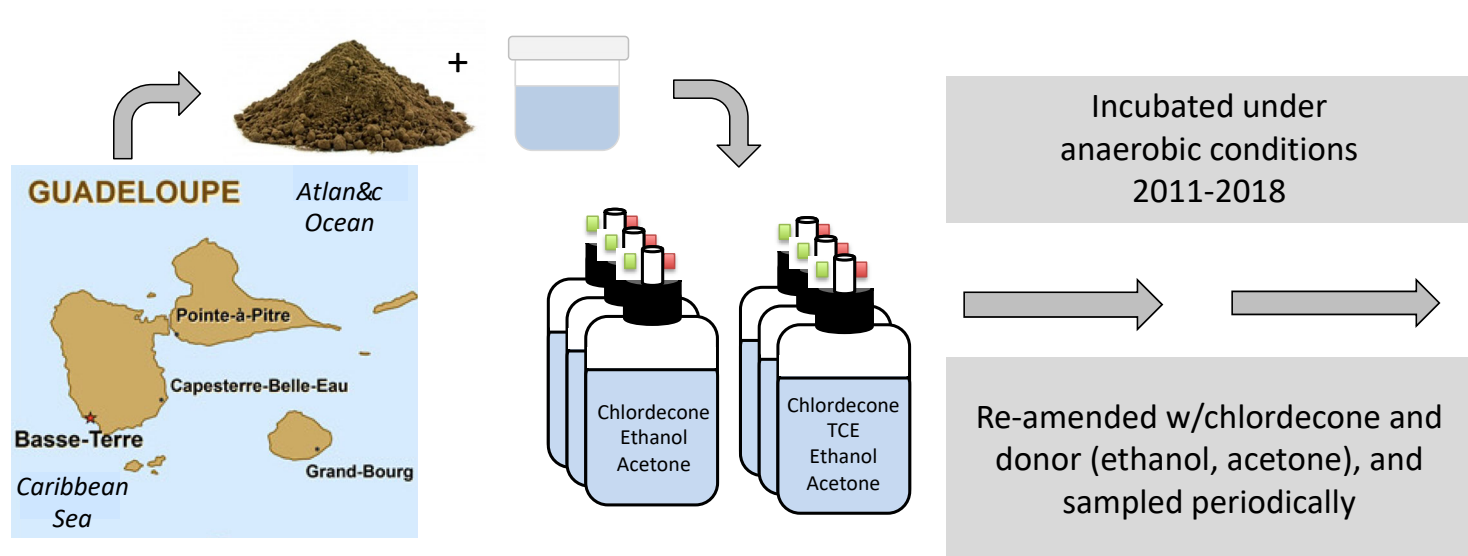 +
GUADELOUPE
Atlan&c
Ocean
Pointe-à-Pitre
Capesterre-Belle-Eau
Basse-Terre
Grand-Bourg
Caribbean
Sea
Chlordecone
Ethanol
Acetone
Chlordecone
TCE
Ethanol
Acetone
Incubated under
anaerobic conditions
2011-2018
Re-amended w/chlordecone and
donor (ethanol, acetone), and
sampled periodically